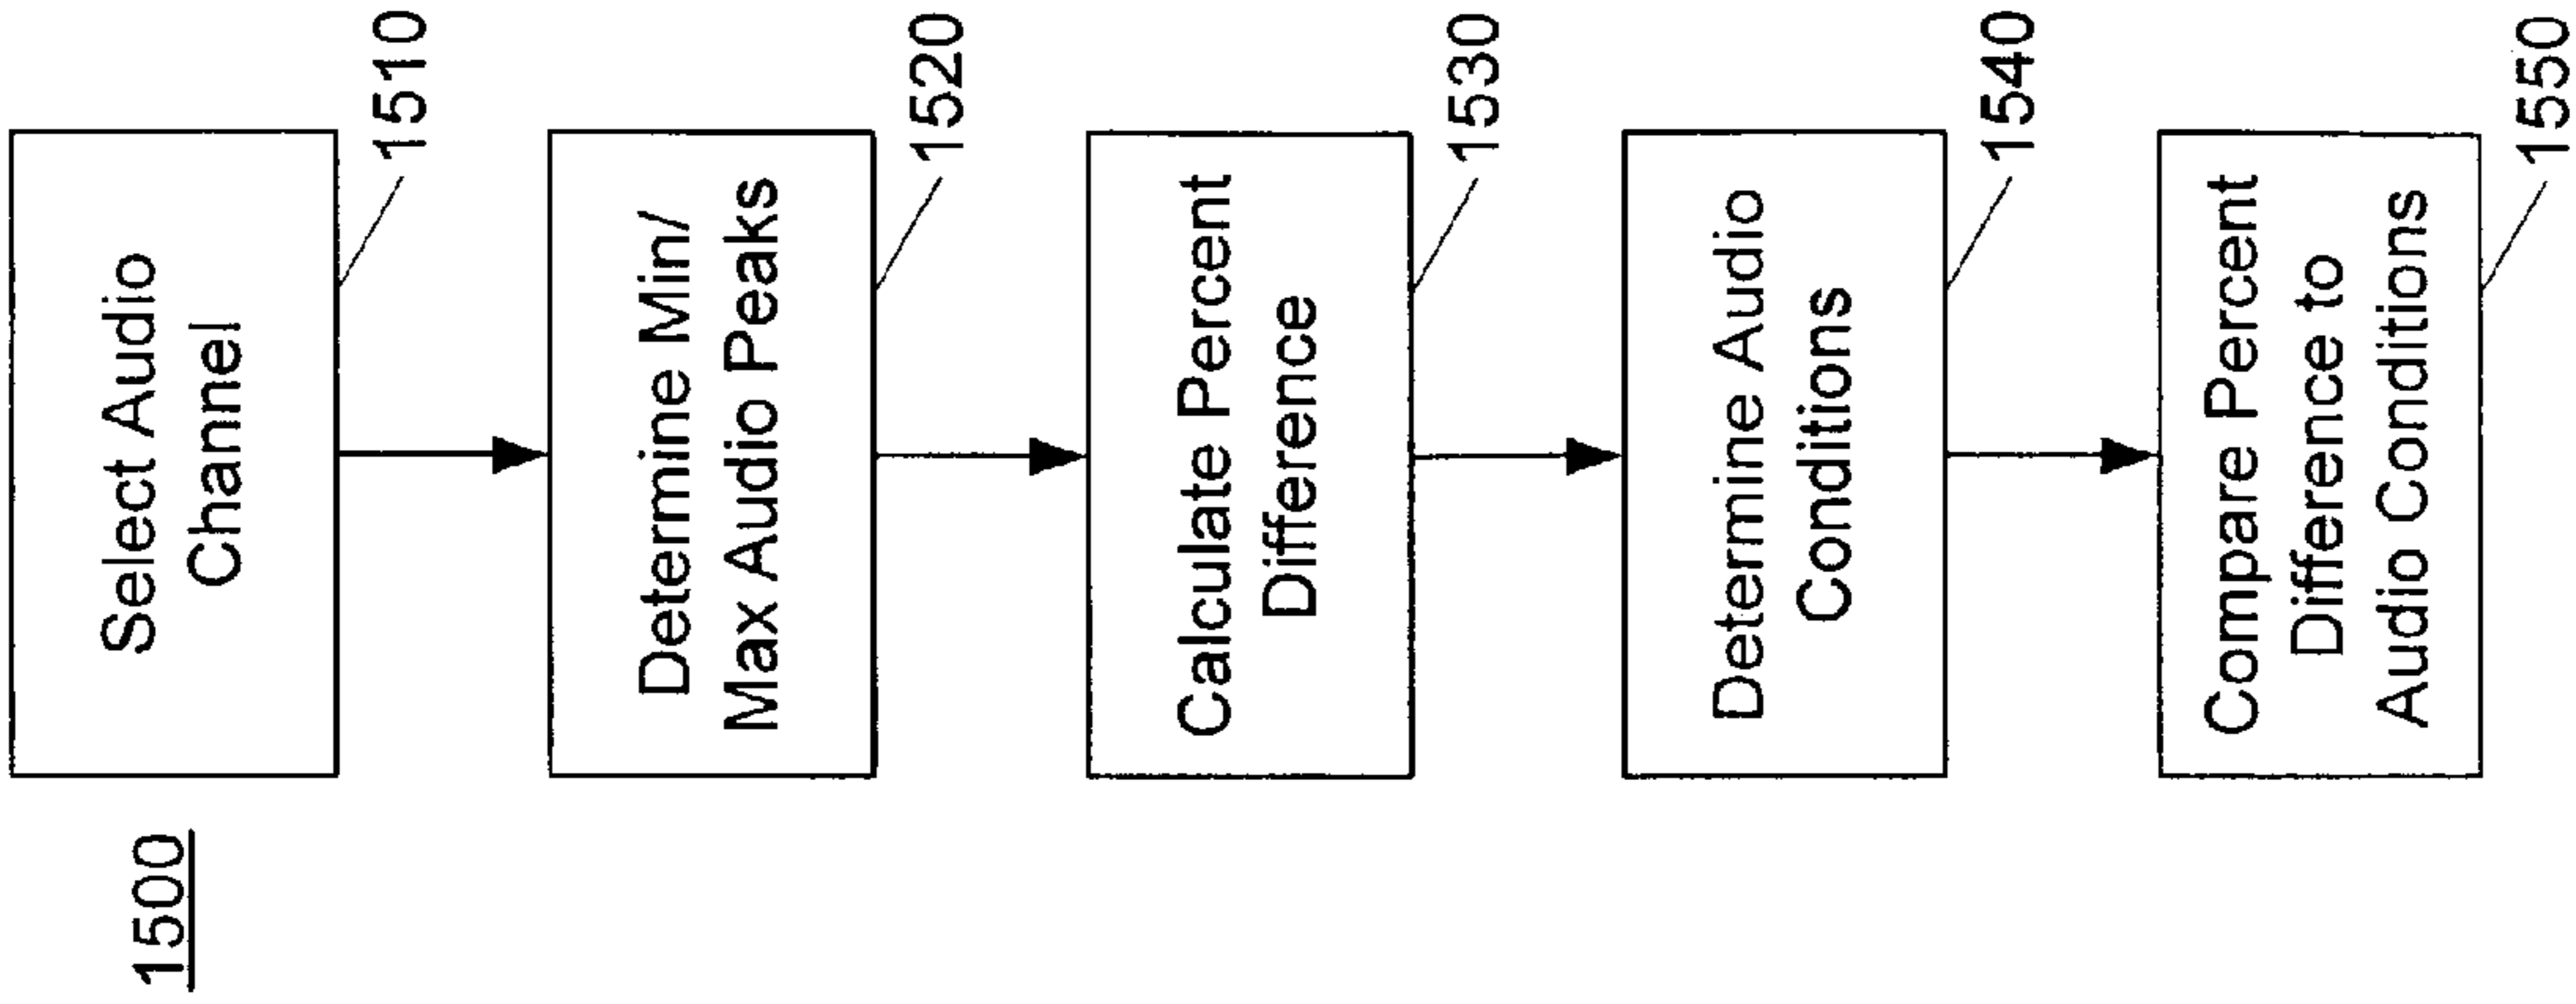 1500
Select Audio
Channel
1510
Determine Min/
Max Audio Peaks
1520
Calculate Percent
Difference
1530
Determine Audio
Conditions
1540
Compare Percent
Difference to
Audio Conditions
1550